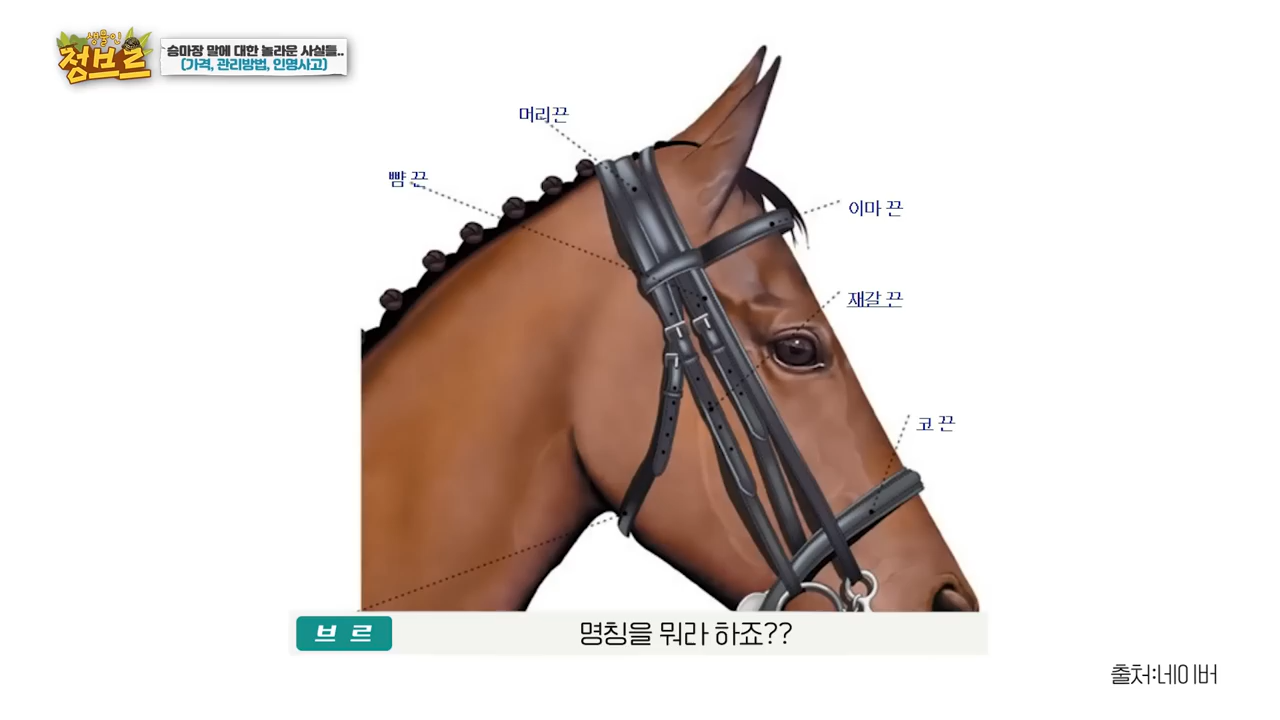 생물인
정브르
승마장 말에 대한 놀라운 사실들..
(가격, 관리방법, 인명사고)
머리끈
뺨 끈
이마 끈
재갈 끈
코 끈
브르
명칭을 뭐라 하죠??
출처:네이버